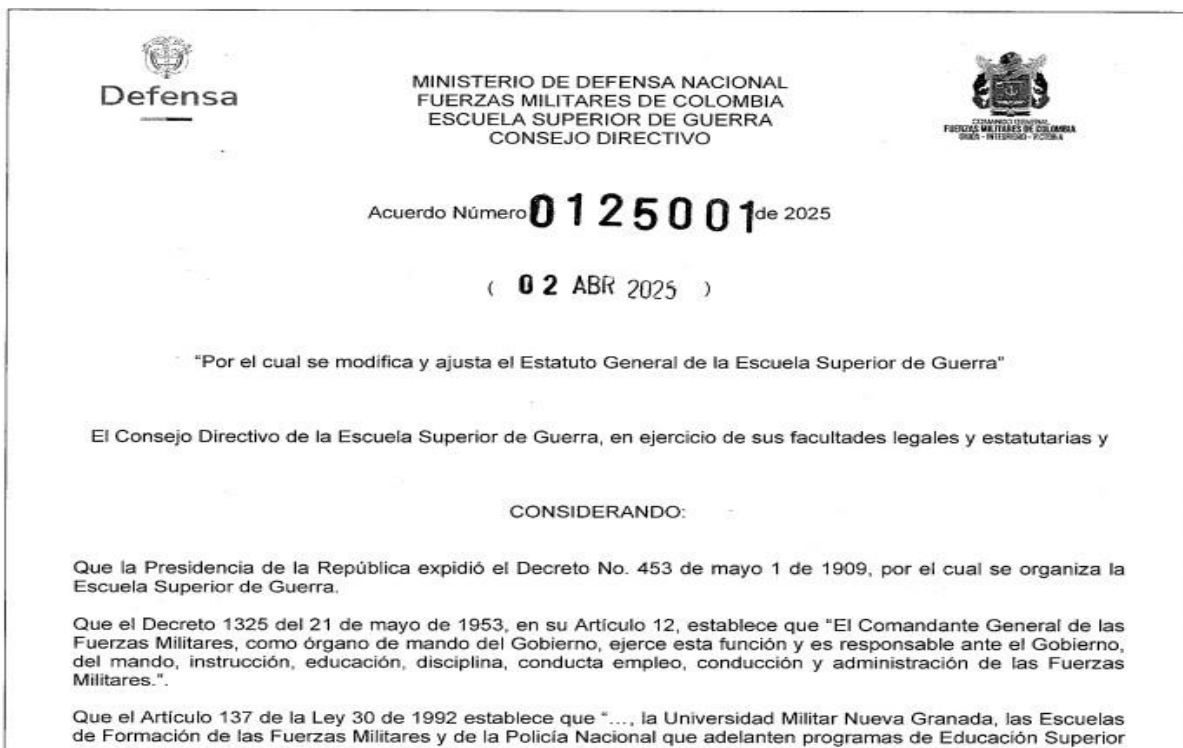 Defensa
MINISTERIO DE DEFENSA NACIONAL
FUERZAS MILITARES DE COLOMBIA
ESCUELA SUPERIOR DE GUERRA
CONSEJO DIRECTIVO
COMANDO GENERAL
FUERZAS MILITARES DE COLOMBIA
Acuerdo Número 0125001 de 2025
( 02 ABR 2025 )
"Por el cual se modifica y ajusta el Estatuto General de la Escuela Superior de Guerra"
El Consejo Directivo de la Escuela Superior de Guerra, en ejercicio de sus facultades legales y estatutarias y
CONSIDERANDO:
Que la Presidencia de la República expidió el Decreto No. 453 de mayo 1 de 1909, por el cual se organiza la
Escuela Superior de Guerra.
Que el Decreto 1325 del 21 de mayo de 1953, en su Artículo 12, establece que "El Comandante General de las
Fuerzas Militares, como órgano de mando del Gobierno, ejerce esta función y es responsable ante el Gobierno,
del mando, instrucción, educación, disciplina, conducta empleo, conducción y administración de las Fuerzas
Militares.".
Que el Artículo 137 de la Ley 30 de 1992 establece que "..., la Universidad Militar Nueva Granada, las Escuelas
de Formación de las Fuerzas Militares y de la Policía Nacional que adelanten programas de Educación Superior